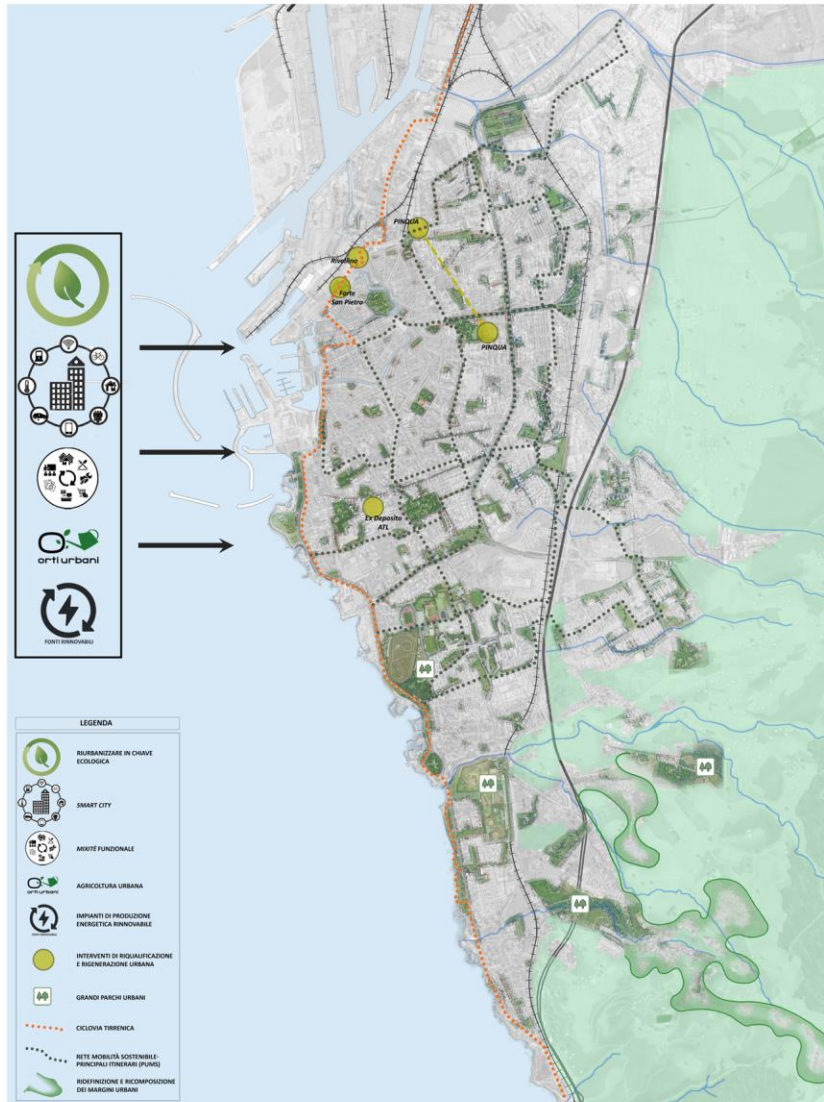 PINQUA
Rivellino
Forte
San Pietro
PINQUA
Ex Deposito
ATL
orti urbani
FONTI RINNOVABILI
LEGENDA
RIURBANIZZARE IN CHIAVE
ECOLOGICA
SMART CITY
MIXITÉ FUNZIONALE
orti urbani
AGRICOLTURA URBANA
IMPIANTI DI PRODUZIONE
ENERGETICA RINNOVABILE
INTERVENTI DI RIQUALIFICAZIONE
E RIGENERAZIONE URBANA
GRANDI PARCHI URBANI
CICLOVIA TIRRENICA
RETE MOBILITÀ SOSTENIBILE-
PRINCIPALI ITINERARI (PUMS)
RIDEFINIZIONE E RICOMPOSIZIONE
DEI MARGINI URBANI